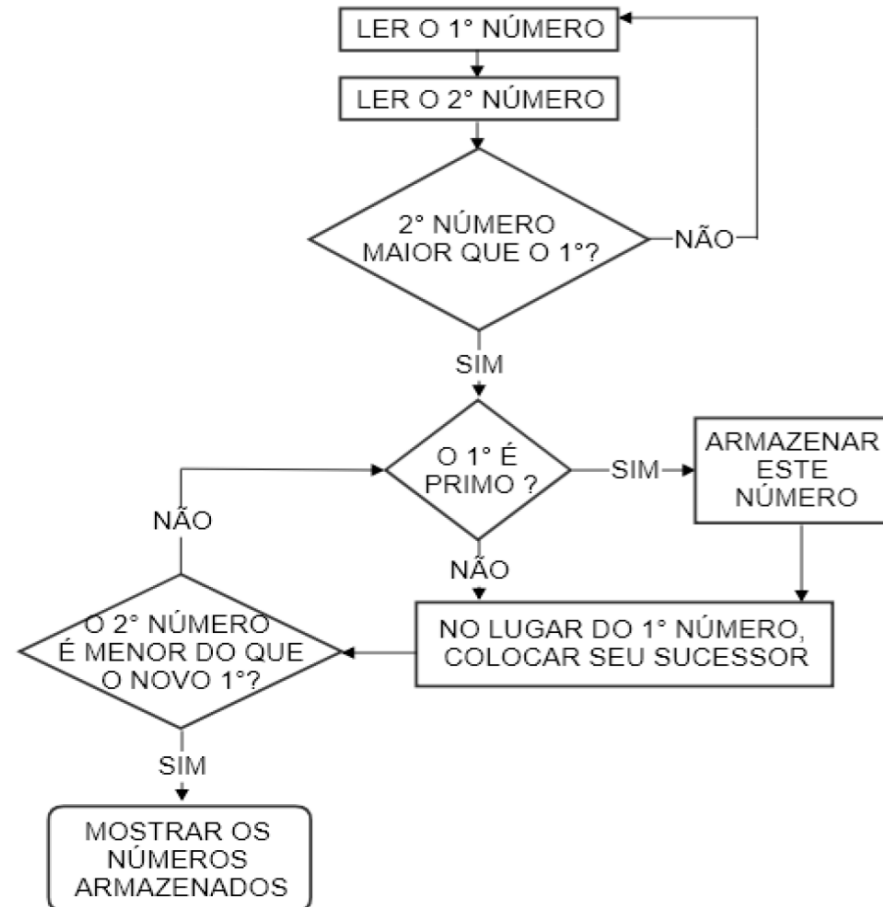 LER O 1° NÚMERO
LER O 2° NÚMERO
2° NÚMERO
MAIOR QUE O 1°?
NÃO
SIM
O 1° É
PRIMO ?
SIM
ARMAZENAR
ESTE
NÚMERO
NÃO
NÃO
NO LUGAR DO 1° NÚMERO,
COLOCAR SEU SUCESSOR
O 2° NÚMERO
É MENOR DO QUE
O NOVO 1°?
SIM
MOSTRAR OS
NÚMEROS
ARMAZENADOS